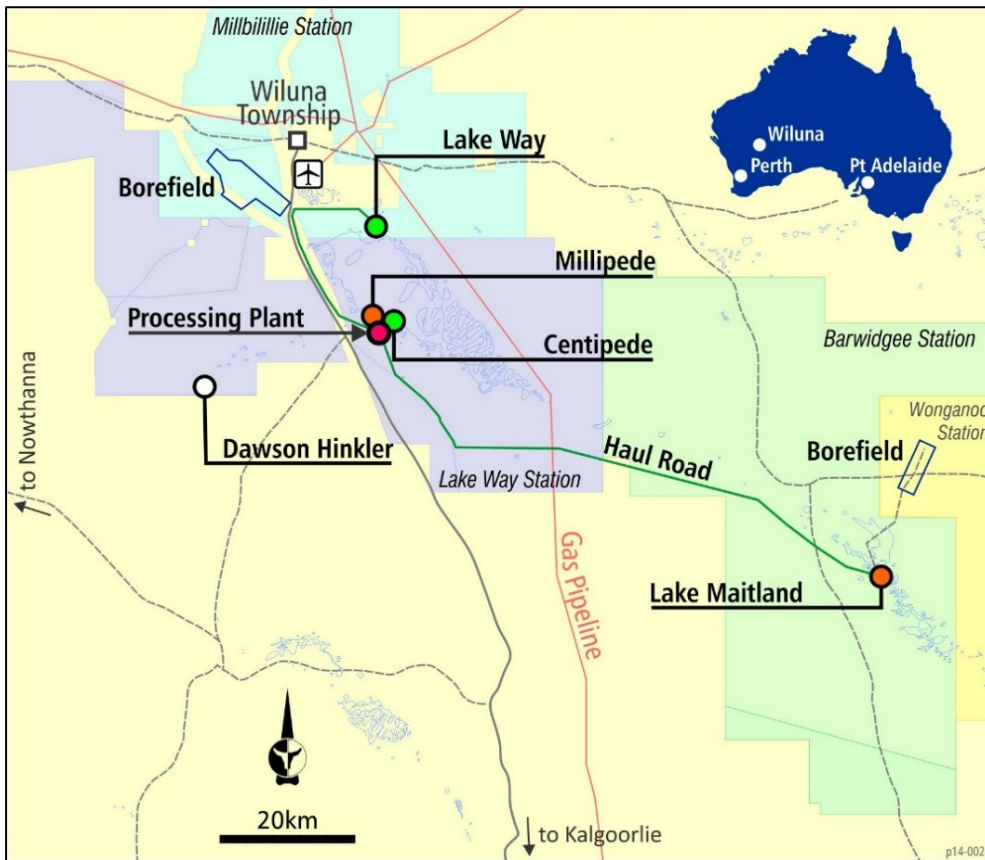 Millbilillie Station
Wiluna
Township
Lake Way
Borefield
Wiluna
Perth
Pt Adelaide
Millipede
Processing Plant
Centipede
Barwidgee Station
to Nowthanna
Dawson Hinkler
Wonganoo
Station
Borefield
Haul Road
Lake Way Station
Gas Pipeline
Lake Maitland
20km
to Kalgoorlie
p14-002